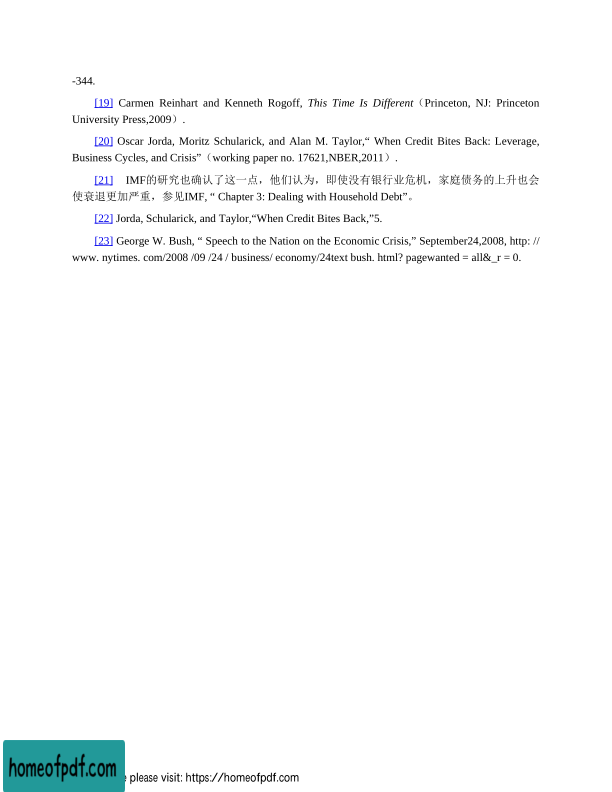 -344.
[19] Carmen Reinhart and Kenneth Rogoff, This Time Is Different（Princeton, NJ: Princeton
University Press,2009）.
[20] Oscar Jorda, Moritz Schularick, and Alan M. Taylor,“ When Credit Bites Back: Leverage,
Business Cycles, and Crisis”（working paper no. 17621,NBER,2011）.
[21] IMF的研究也确认了这一点，他们认为，即使没有银行业危机，家庭债务的上升也会
使衰退更加严重，参见IMF, “ Chapter 3: Dealing with Household Debt”。
[22] Jorda, Schularick, and Taylor,“When Credit Bites Back,”5.
[23] George W. Bush, “ Speech to the Nation on the Economic Crisis,” September24,2008, http: //
www. nytimes. com/2008 /09 /24 / business/ economy/24text bush. html? pagewanted = all&_r = 0.
homeofpdf.com
please visit: https://homeofpdf.com